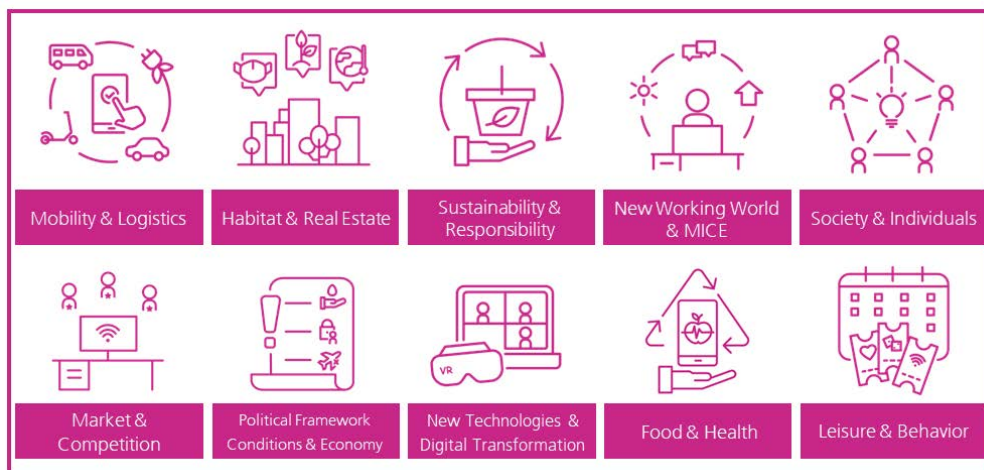 Mobility & Logistics
Habitat & Real Estate
Sustainability &
Responsibility
New Working World
& MICE
Society & Individuals
VR
Market &
Competition
Political Framework
Conditions & Economy
New Technologies &
Digital Transformation
Food & Health
Leisure & Behavior